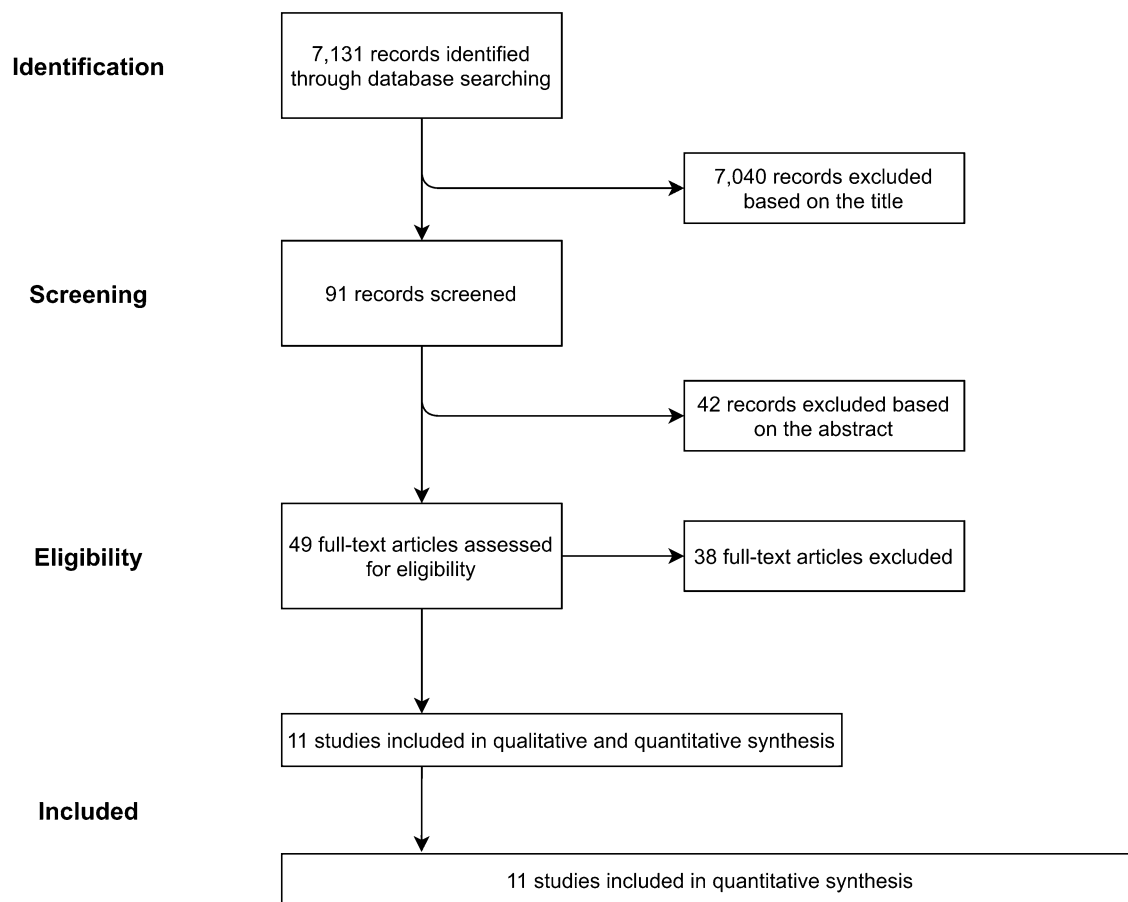 Identification
7,131 records identified
through database searching
7,040 records excluded
based on the title
Screening
91 records screened
42 records excluded based
on the abstract
Eligibility
49 full-text articles assessed
for eligibility
38 full-text articles excluded
11 studies included in qualitative and quantitative synthesis
Included
11 studies included in quantitative synthesis